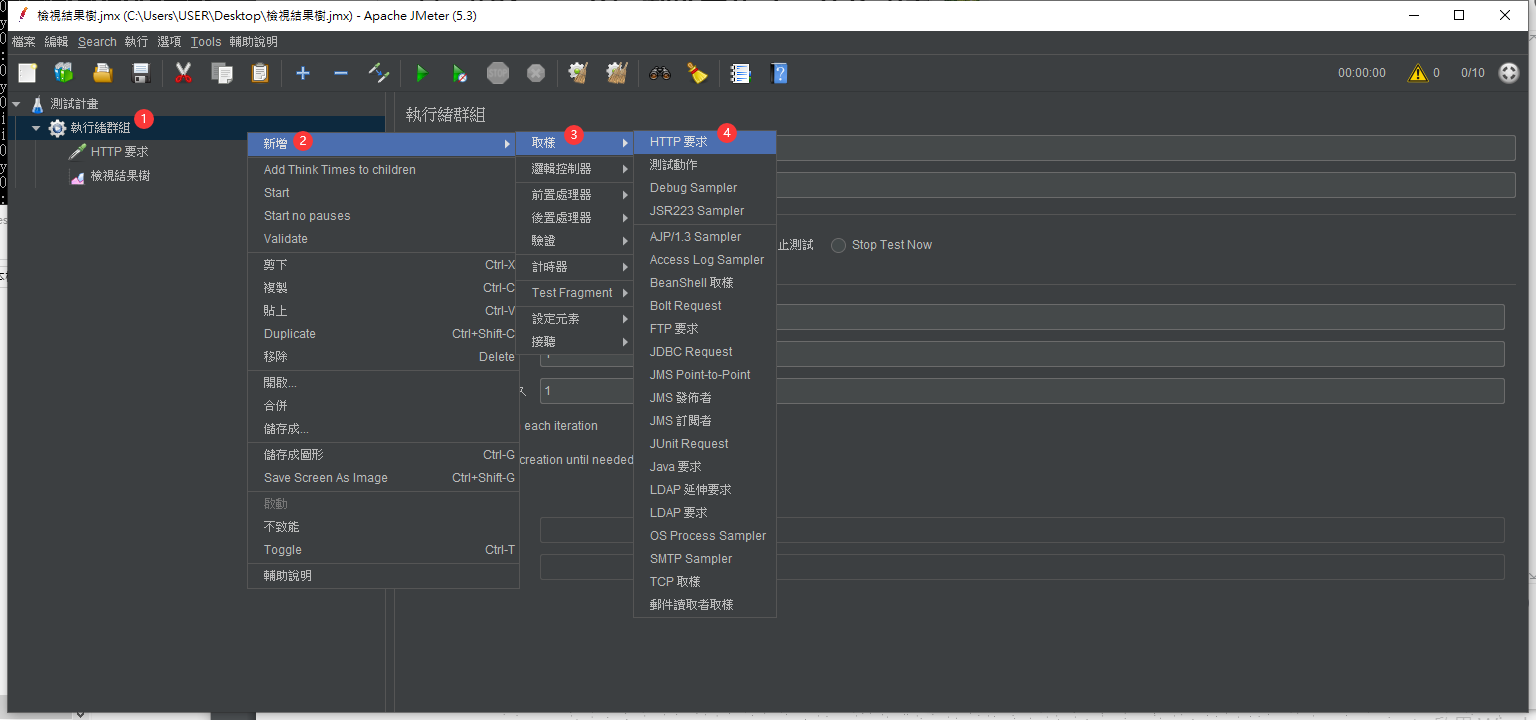 檢視結果樹.jmx (C:\Users\USER\Desktop\檢視結果樹.jmx) - Apache JMeter (5.3)
檔案 編輯 Search 執行 選項 Tools 輔助說明
STOP 00:00:00 0 0/10
測試計畫
執行緒群組 1
HTTP 要求
檢視結果樹
執行緒群組
新增 2
Add Think Times to children
Start
Start no pauses
Validate
剪下 Ctrl-X
複製 Ctrl-C
貼上 Ctrl-V
Duplicate Ctrl+Shift-C
移除 Delete
開啟...
合併
儲存成...
儲存成圖形 Ctrl-G
Save Screen As Image Ctrl+Shift-G
啟動
不致能
Toggle Ctrl-T
輔助說明
取樣 3
邏輯控制器
前置處理器
後置處理器
驗證
計時器
Test Fragment
設定元素
接聽
HTTP 要求 4
測試動作
Debug Sampler
JSR223 Sampler
AJP/1.3 Sampler
Access Log Sampler
BeanShell 取樣
Bolt Request
FTP 要求
JDBC Request
JMS Point-to-Point
JMS 發佈者
JMS 訂閱者
JUnit Request
Java 要求
LDAP 延伸要求
LDAP 要求
OS Process Sampler
SMTP Sampler
TCP 取樣
郵件讀取者取樣
止測試 Stop Test Now
1
each iteration
creation until needed